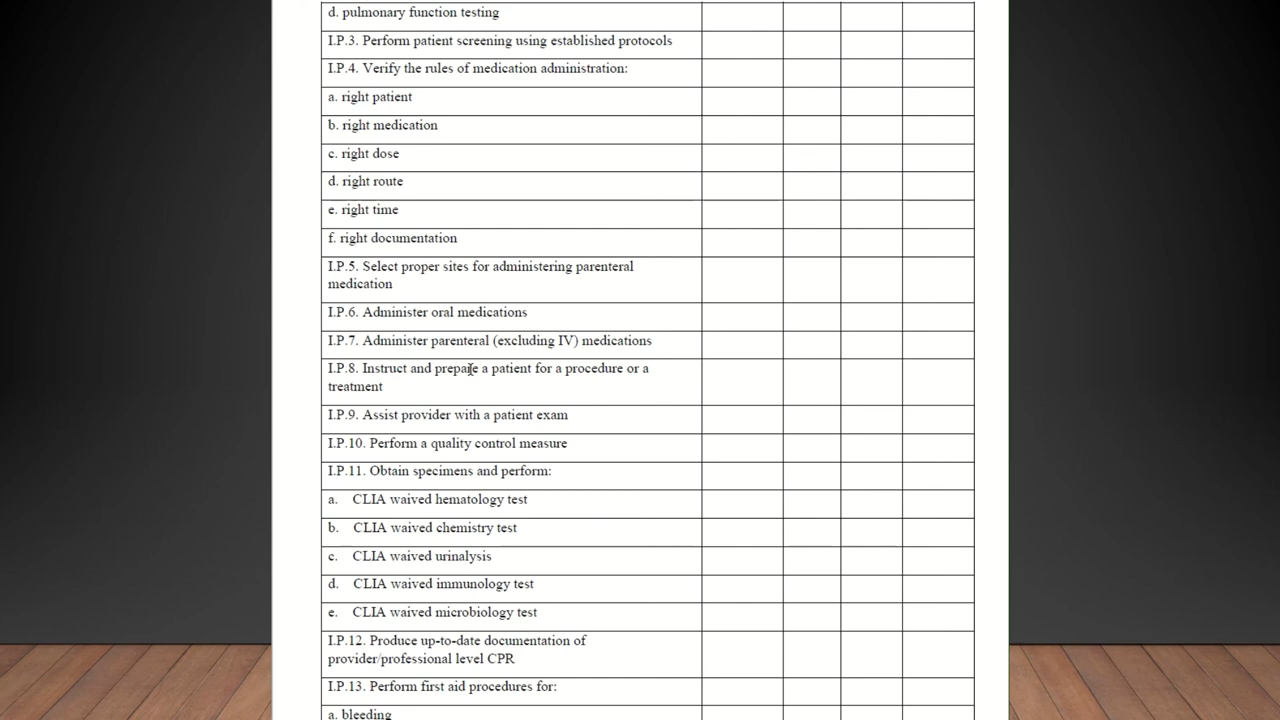 d. pulmonary function testing
I.P.3. Perform patient screening using established protocols
I.P.4. Verify the rules of medication administration:
a. right patient
b. right medication
c. right dose
d. right route
e. right time
f. right documentation
I.P.5. Select proper sites for administering parenteral
medication
I.P.6. Administer oral medications
I.P.7. Administer parenteral (excluding IV) medications
I.P.8. Instruct and prepare a patient for a procedure or a
treatment
I.P.9. Assist provider with a patient exam
I.P.10. Perform a quality control measure
I.P.11. Obtain specimens and perform:
a. CLIA waived hematology test
b. CLIA waived chemistry test
c. CLIA waived urinalysis
d. CLIA waived immunology test
e. CLIA waived microbiology test
I.P.12. Produce up-to-date documentation of
provider/professional level CPR
I.P.13. Perform first aid procedures for:
a. bleeding